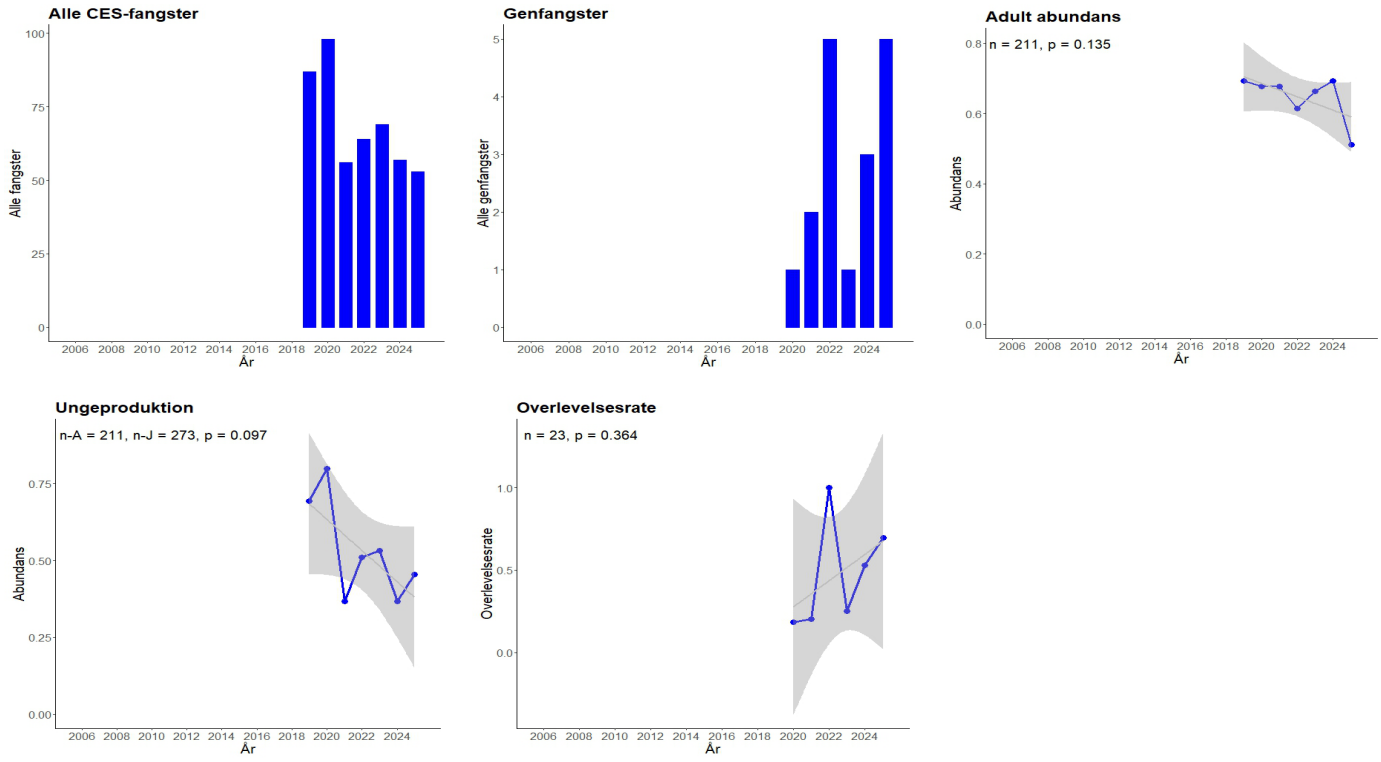 Alle CES-fangster
Alle fangster
100
75
50
25
0
2006 2008 2010 2012 2014 2016 2018 2020 2022 2024
År
Genfangster
Alle genfangster
5
4
3
2
1
0
2006 2008 2010 2012 2014 2016 2018 2020 2022 2024
År
Adult abundans
n = 211, p = 0.135
Abundans
0.8
0.6
0.4
0.2
0.0
2006 2008 2010 2012 2014 2016 2018 2020 2022 2024
År
Ungeproduktion
n-A = 211, n-J = 273, p = 0.097
Abundans
0.75
0.50
0.25
0.00
2006 2008 2010 2012 2014 2016 2018 2020 2022 2024
År
Overlevelsesrate
n = 23, p = 0.364
Overlevelsesrate
1.0
0.5
0.0
2006 2008 2010 2012 2014 2016 2018 2020 2022 2024
År